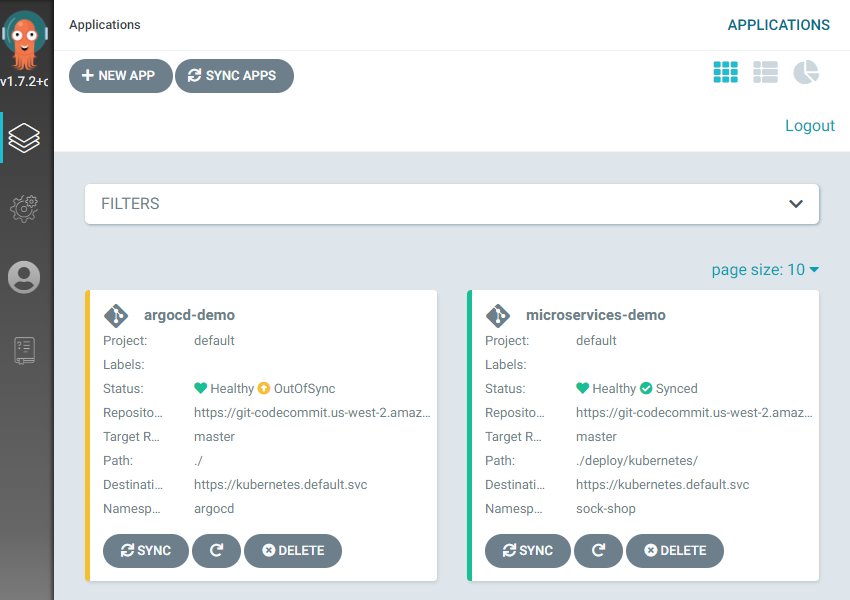 Applications
APPLICATIONS
v1.7.2+
NEW APP
SYNC APPS
Logout
FILTERS
page size: 10
argocd-demo
Project: default
Labels:
Status: Healthy OutOfSync
Reposito... https://git-codecommit.us-west-2.amaz...
Target R... master
Path: ./
Destinati... https://kubernetes.default.svc
Namesp... argocd
SYNC
DELETE
microservices-demo
Project: default
Labels:
Status: Healthy Synced
Reposito... https://git-codecommit.us-west-2.amaz...
Target R... master
Path: ./deploy/kubernetes/
Destinati... https://kubernetes.default.svc
Namesp... sock-shop
SYNC
DELETE